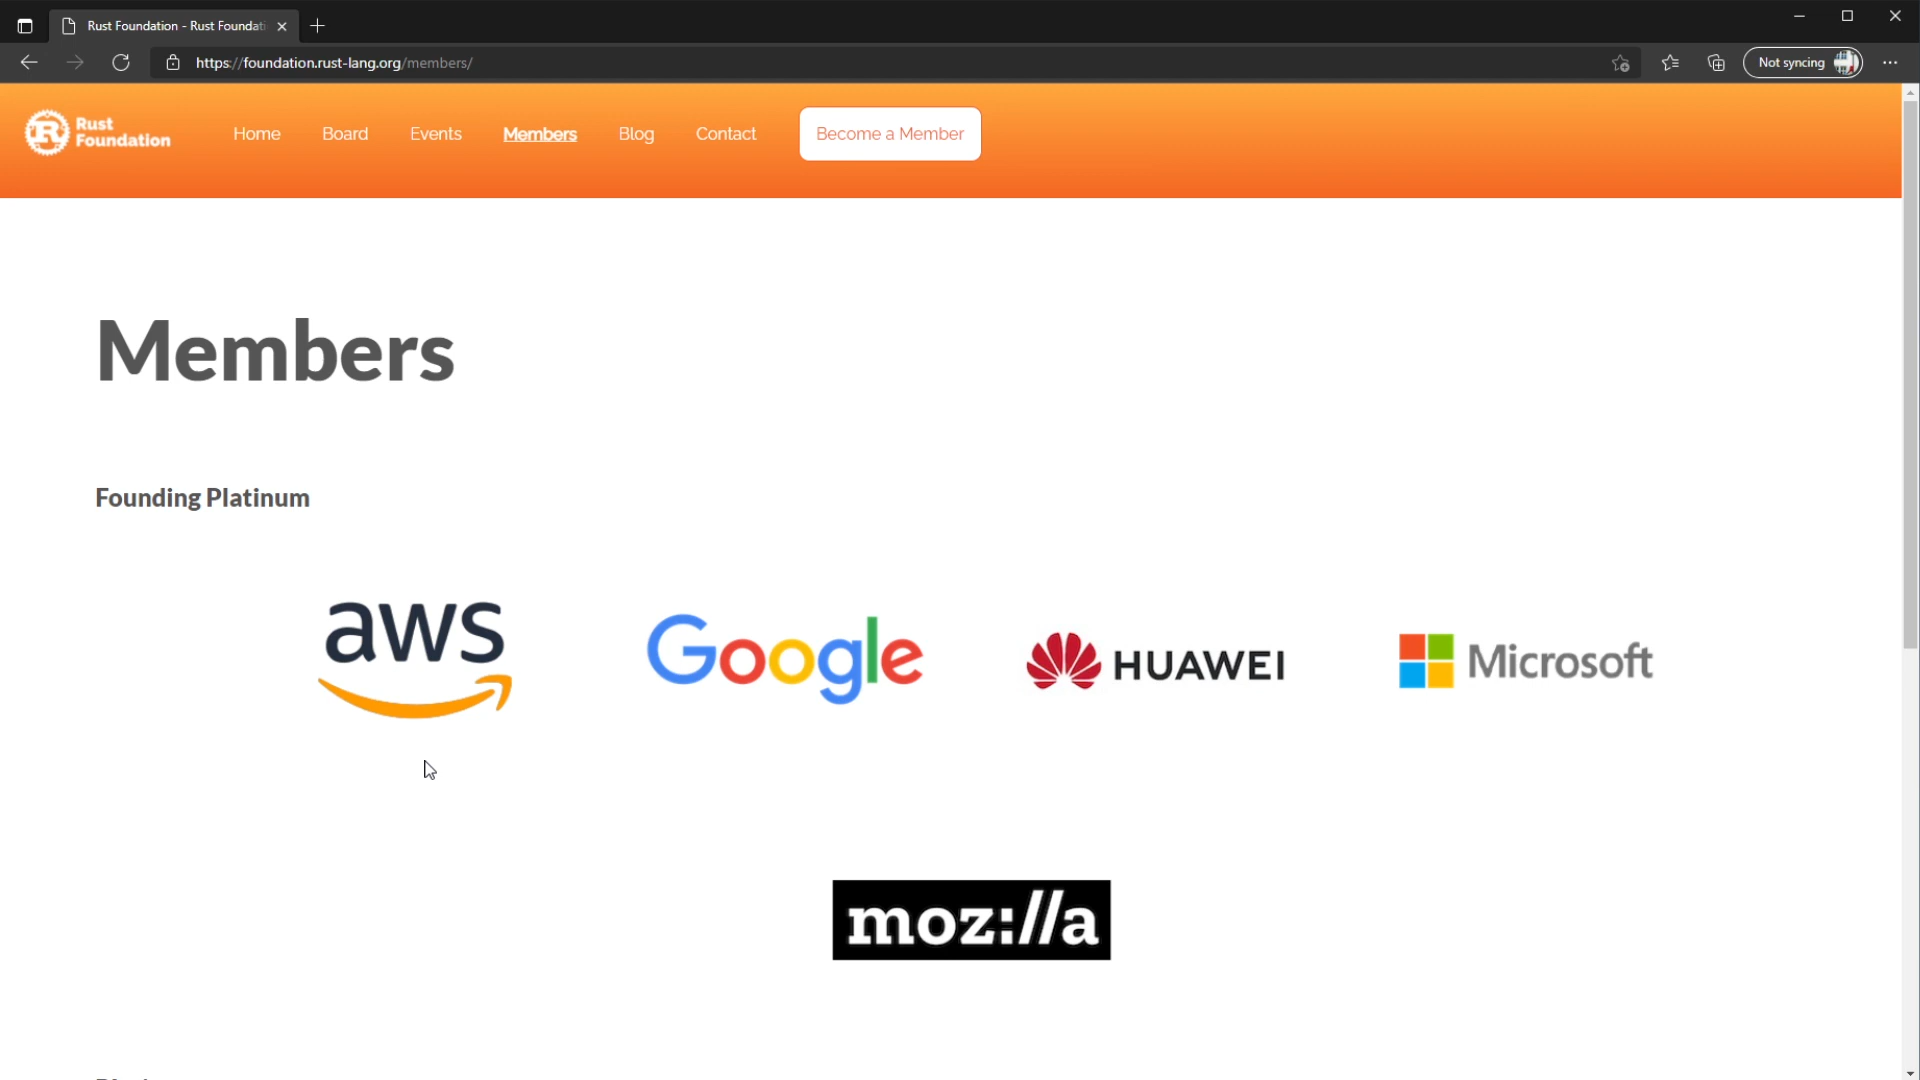 Rust Foundation - Rust Foundati
https://foundation.rust-lang.org/members/
Not syncing
Rust
Foundation
Home
Board
Events
Members
Blog
Contact
Become a Member
Members
Founding Platinum
aws
Google
HUAWEI
Microsoft
moz://a